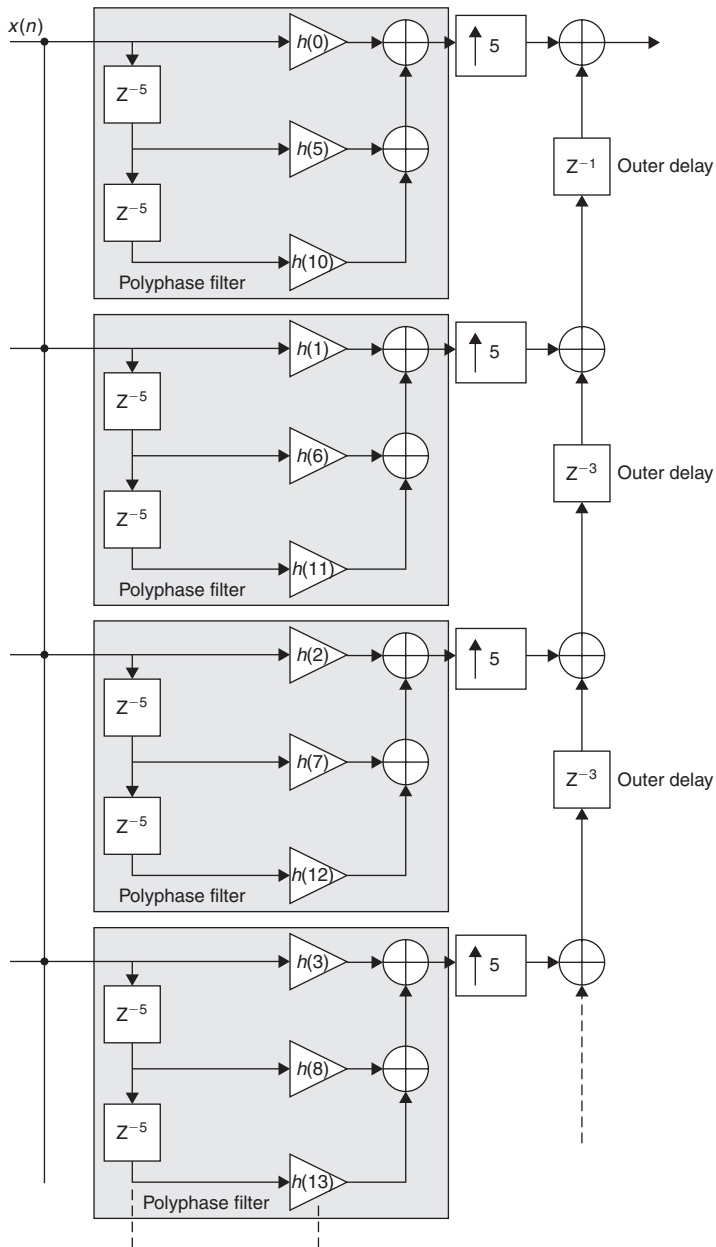 x(n)
h(0)
↑ 5
Z⁻⁵
h(5)
Z⁻¹ Outer delay
Z⁻⁵
h(10)
Polyphase filter
h(1)
↑ 5
Z⁻⁵
h(6)
Z⁻³ Outer delay
Z⁻⁵
h(11)
Polyphase filter
h(2)
↑ 5
Z⁻⁵
h(7)
Z⁻³ Outer delay
Z⁻⁵
h(12)
Polyphase filter
h(3)
↑ 5
Z⁻⁵
h(8)
Z⁻⁵
h(13)
Polyphase filter